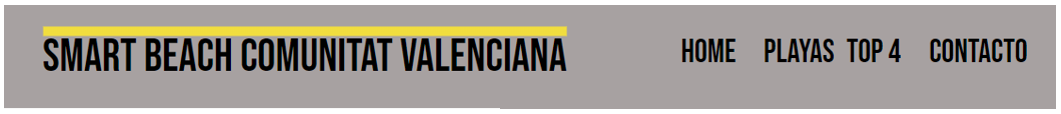 SMART BEACH COMUNITAT VALENCIANA
HOME PLAYAS TOP 4 CONTACTO